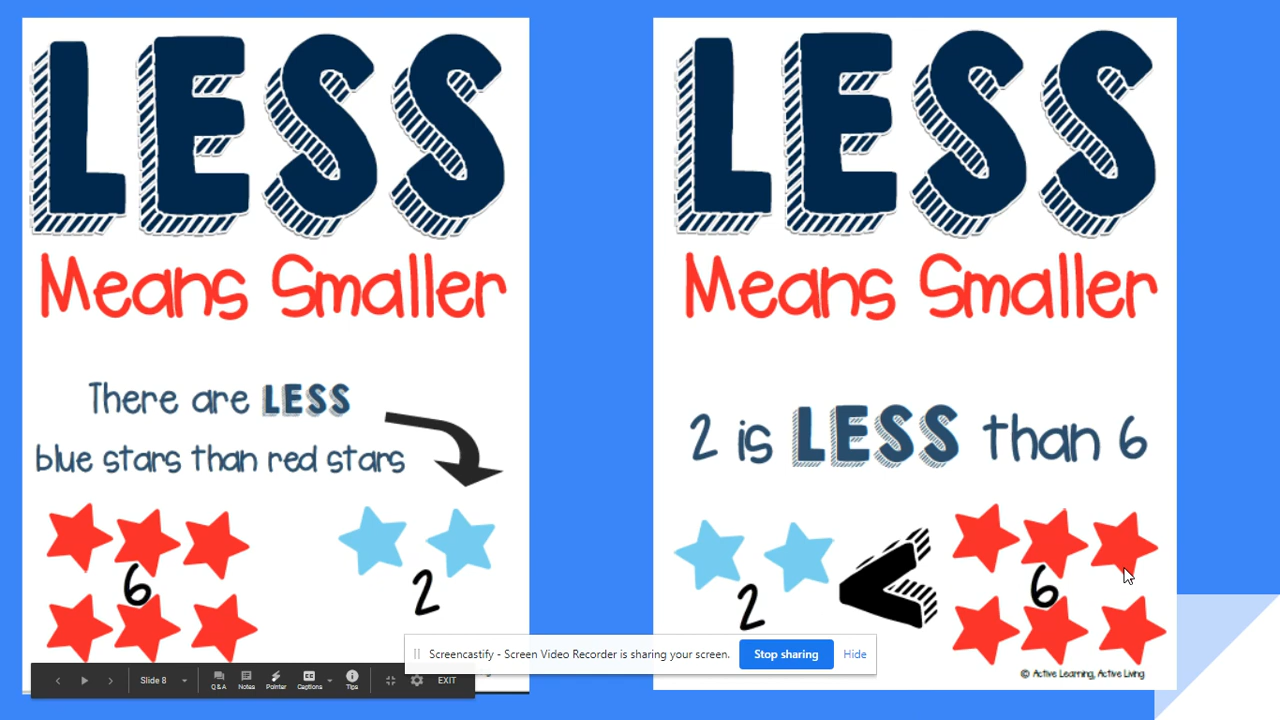 LESS
Means Smaller
There are LESS
blue stars than red stars
6
2
LESS
Means Smaller
2 is LESS than 6
2
<
6
© Active Learning, Active Living
Screencastify - Screen Video Recorder is sharing your screen.
Stop sharing
Hide
Slide 8
Q&A
Notes
Pointer
Captions
Tips
EXIT